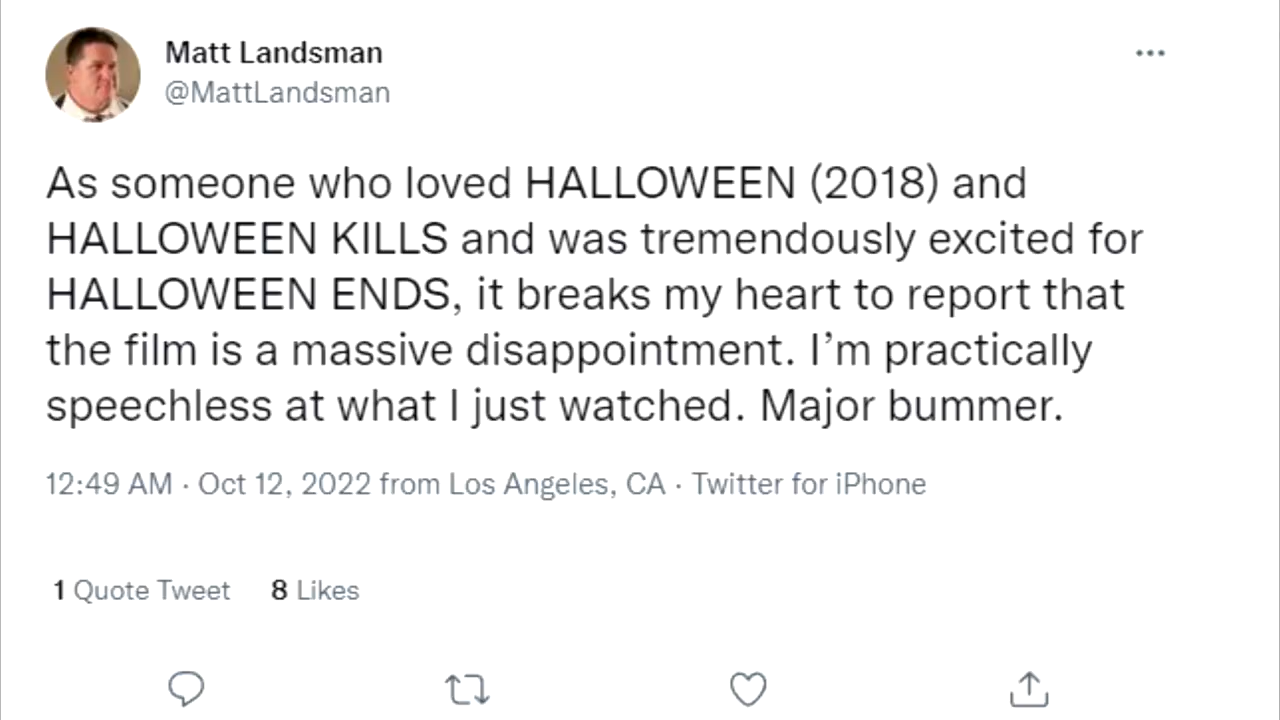 Matt Landsman
@MattLandsman
As someone who loved HALLOWEEN (2018) and
HALLOWEEN KILLS and was tremendously excited for
HALLOWEEN ENDS, it breaks my heart to report that
the film is a massive disappointment. I’m practically
speechless at what I just watched. Major bummer.
12:49 AM · Oct 12, 2022 from Los Angeles, CA · Twitter for iPhone
1 Quote Tweet 8 Likes